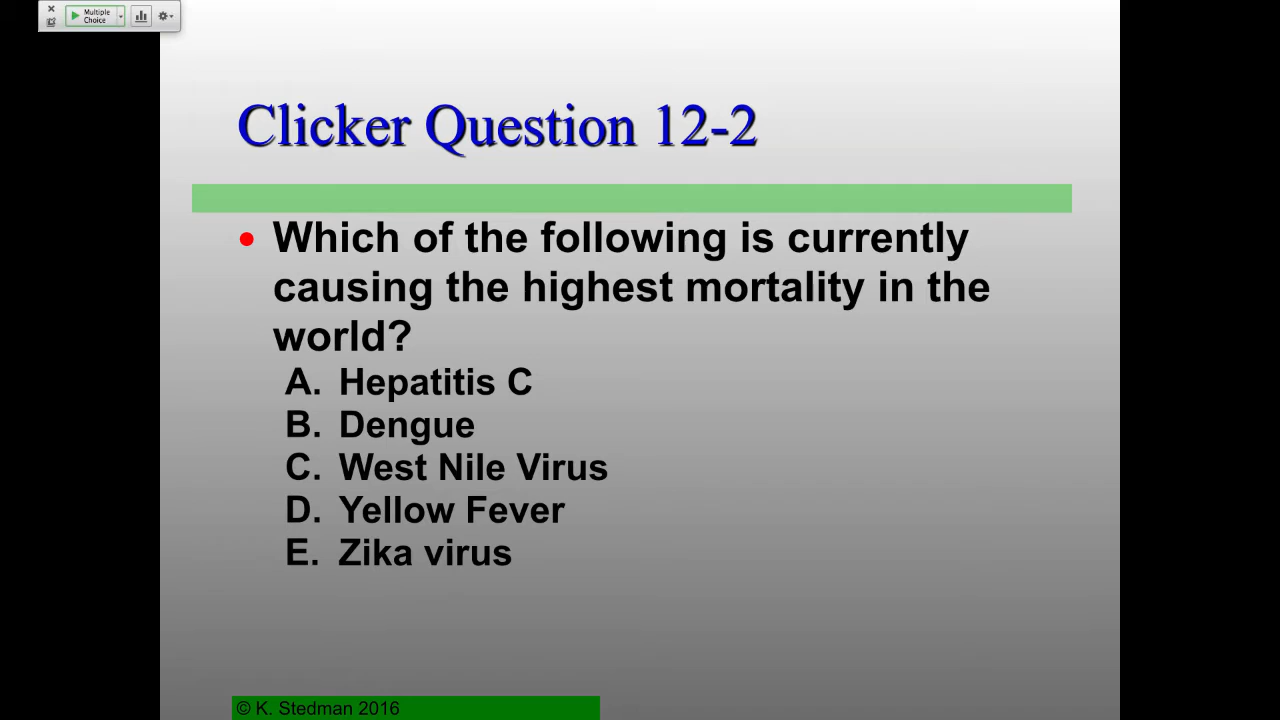 Multiple
Choice
Clicker Question 12-2
• Which of the following is currently
causing the highest mortality in the
world?
A. Hepatitis C
B. Dengue
C. West Nile Virus
D. Yellow Fever
E. Zika virus
© K. Stedman 2016